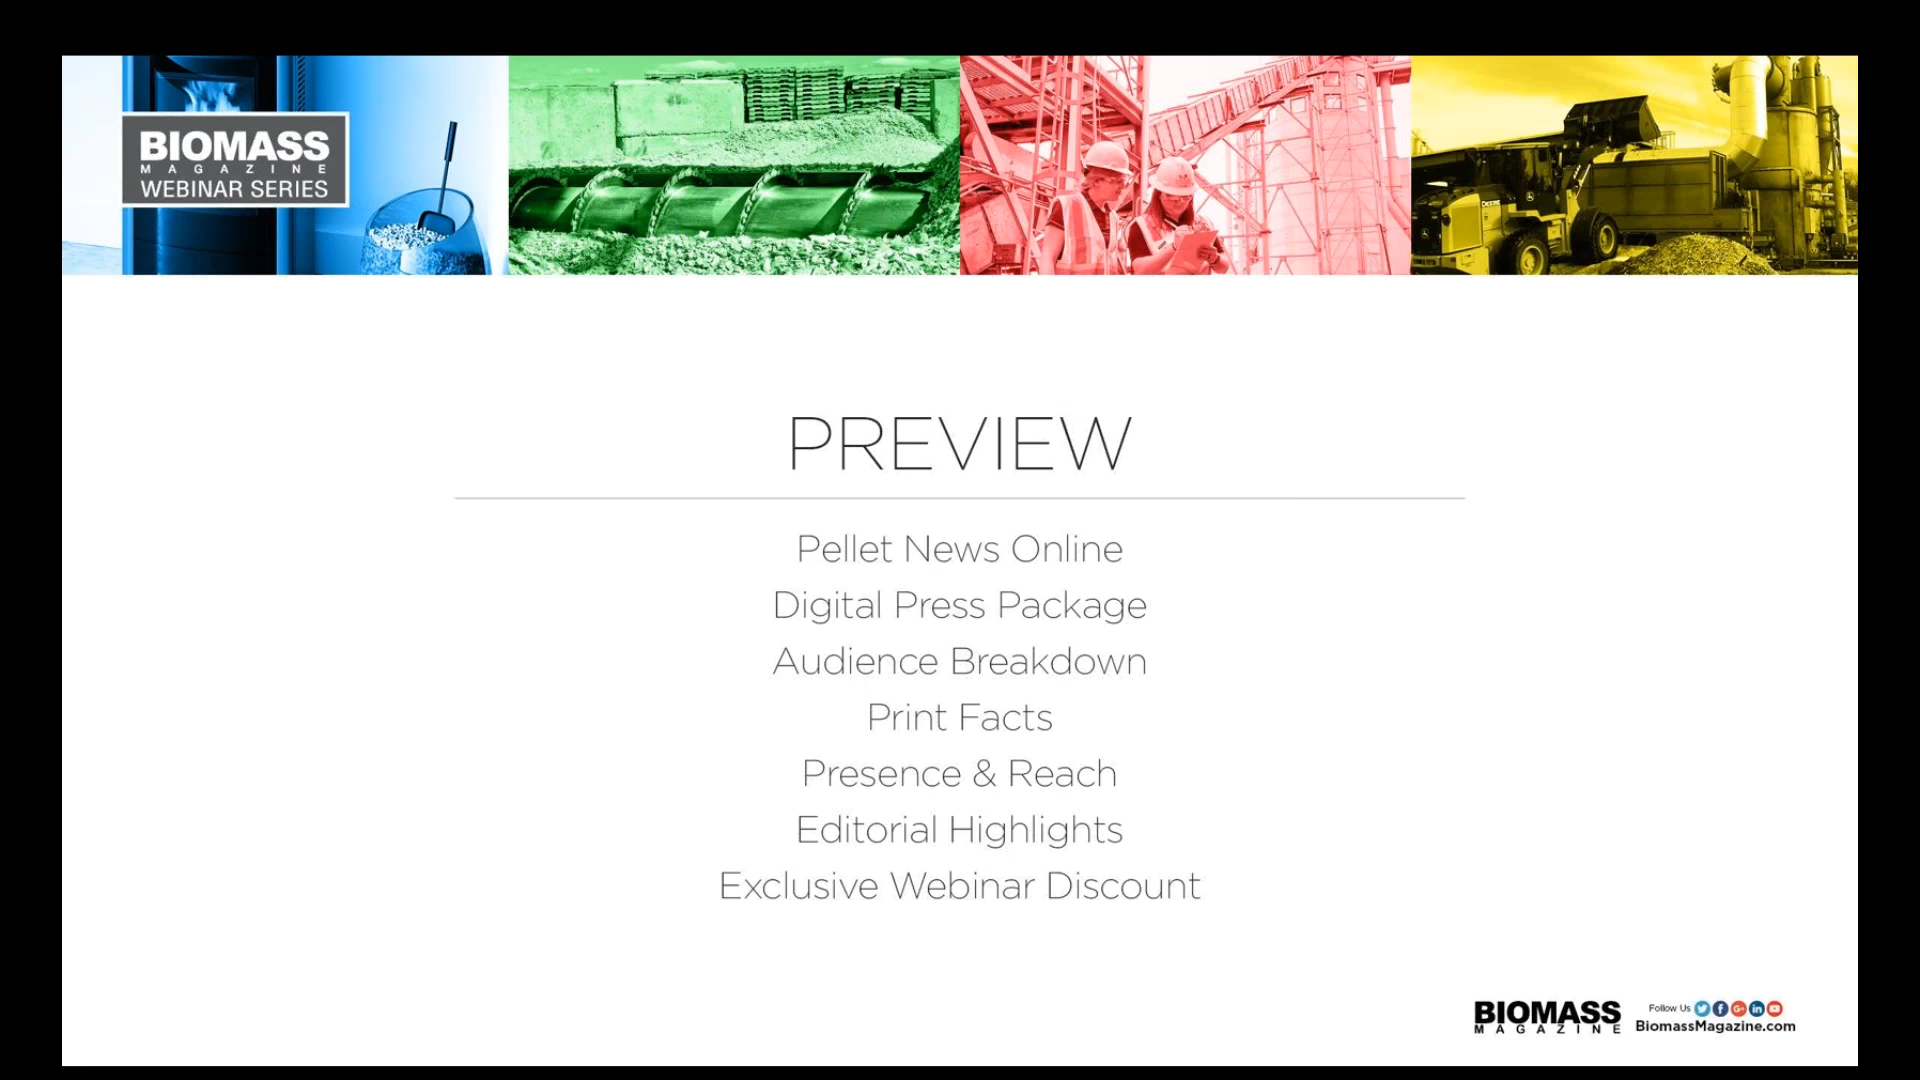 BIOMASS
MAGAZINE
WEBINAR SERIES
DEERE
PREVIEW
Pellet News Online
Digital Press Package
Audience Breakdown
Print Facts
Presence & Reach
Editorial Highlights
Exclusive Webinar Discount
BIOMASS
MAGAZINE
Follow Us
BiomassMagazine.com